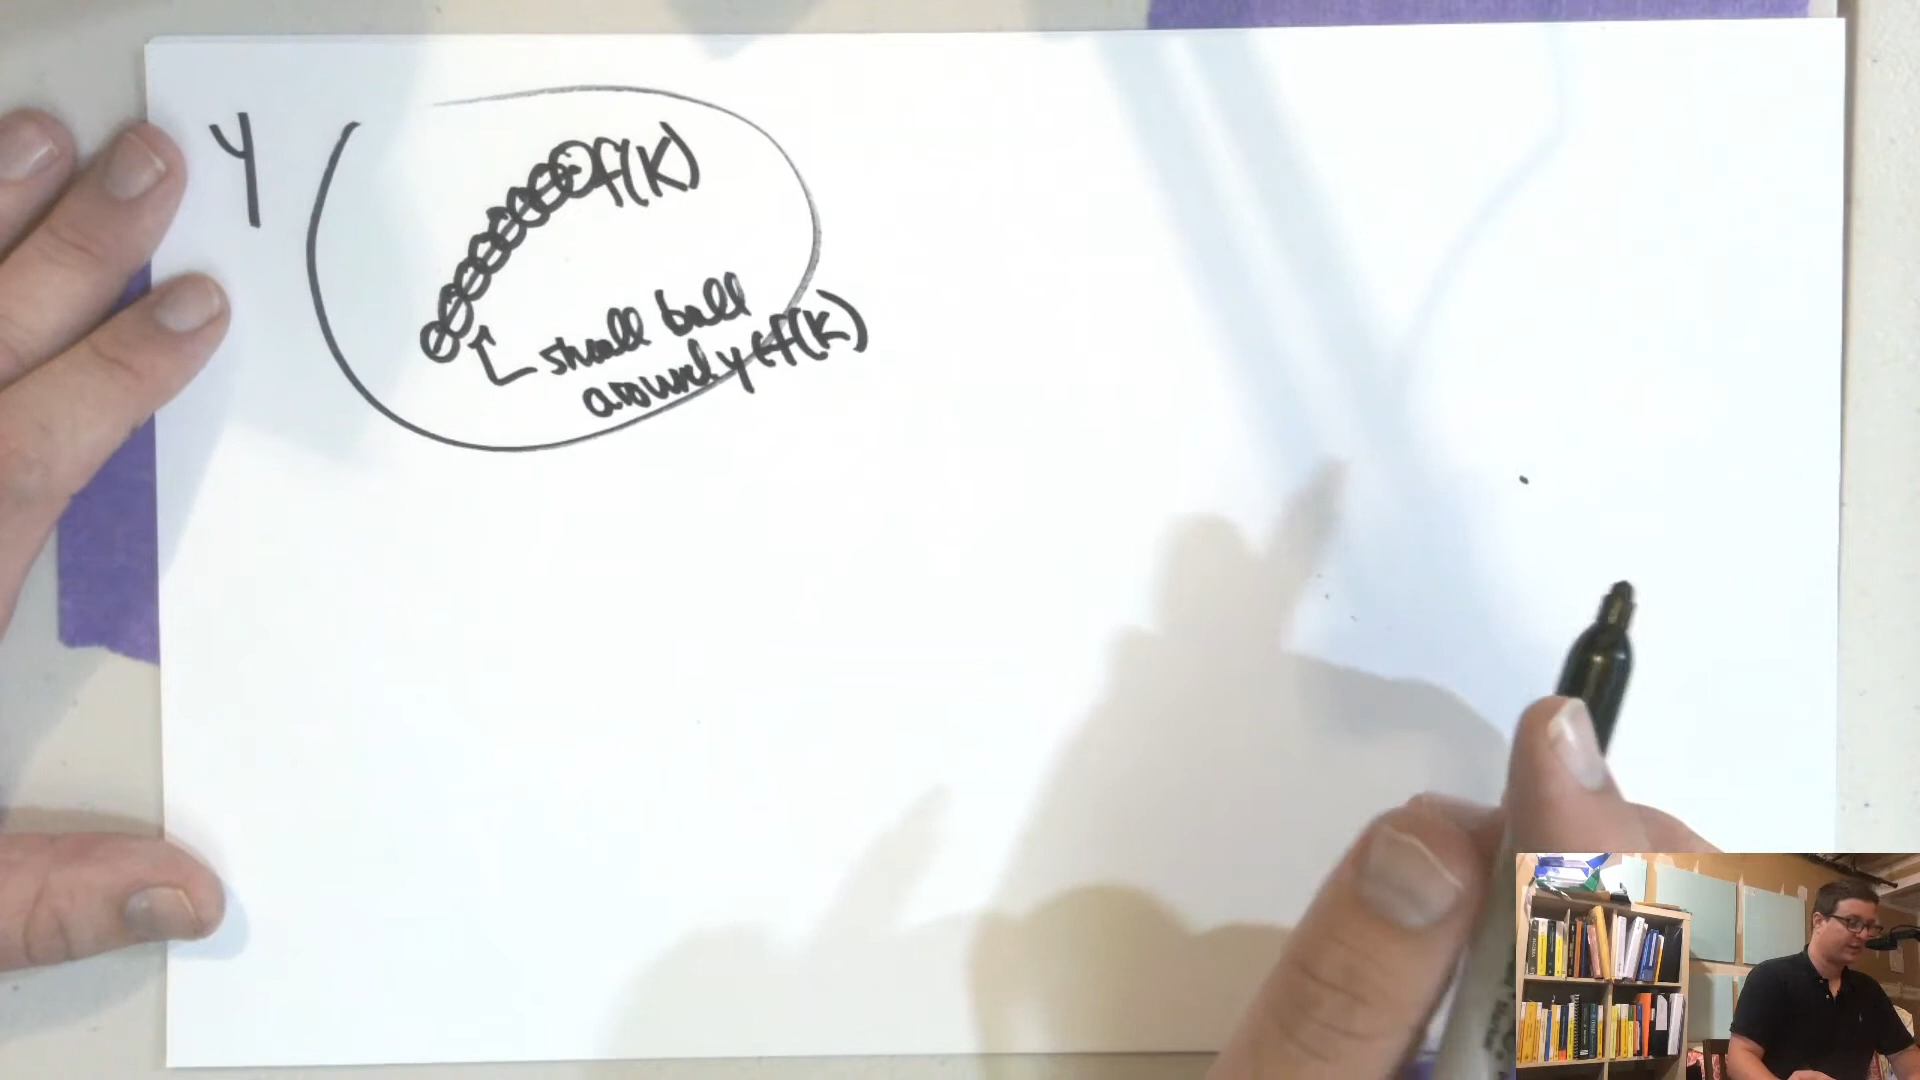 Y
f(K)
small ball
around y ∈ f(K)